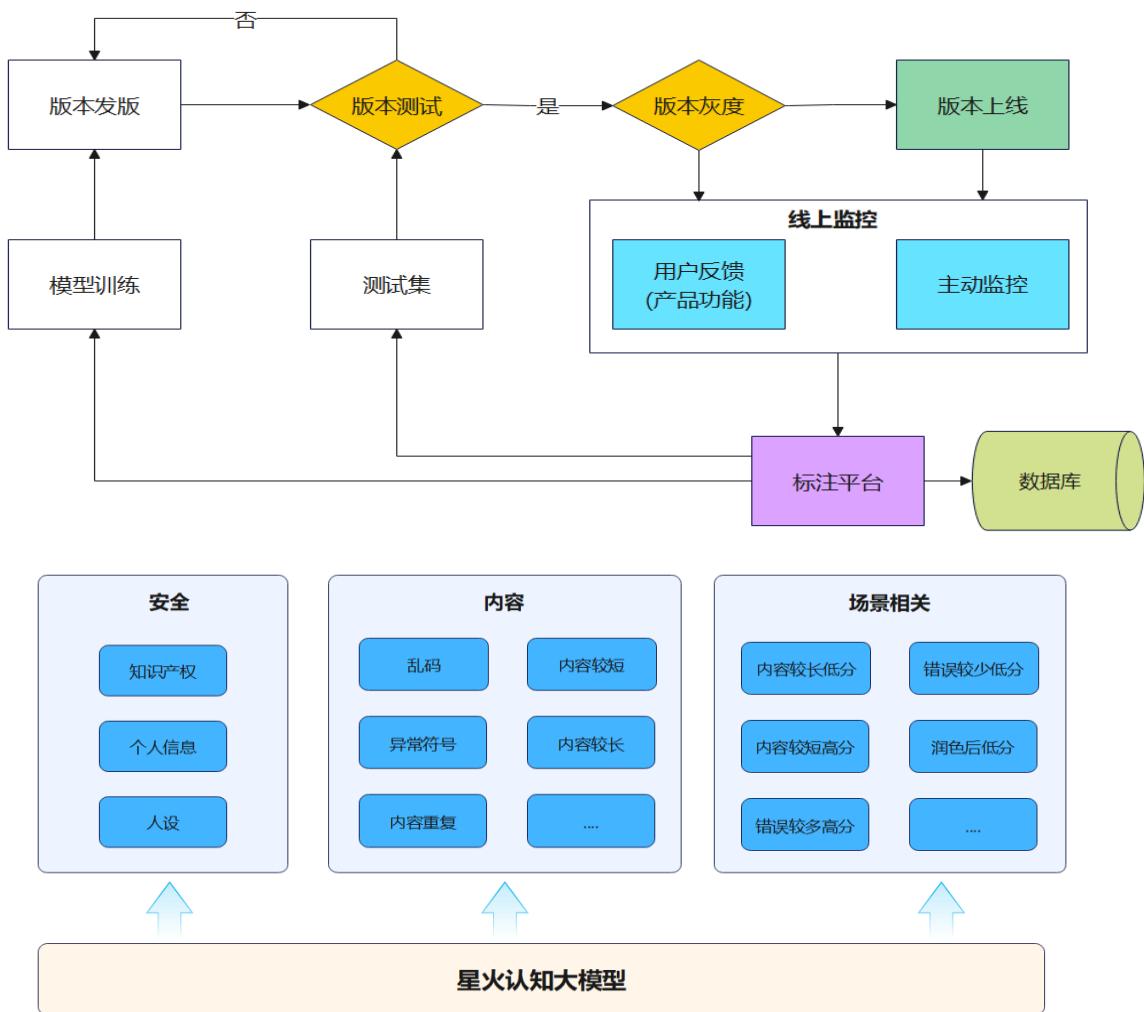 否
版本发版
版本测试
是
版本灰度
版本上线
线上监控
模型训练
测试集
用户反馈
(产品功能)
主动监控
标注平台
数据库
安全
知识产权
个人信息
人设
内容
乱码
内容较短
异常符号
内容较长
内容重复
....
场景相关
内容较长低分
错误较少低分
内容较短高分
润色后低分
错误较多高分
....
星火认知大模型